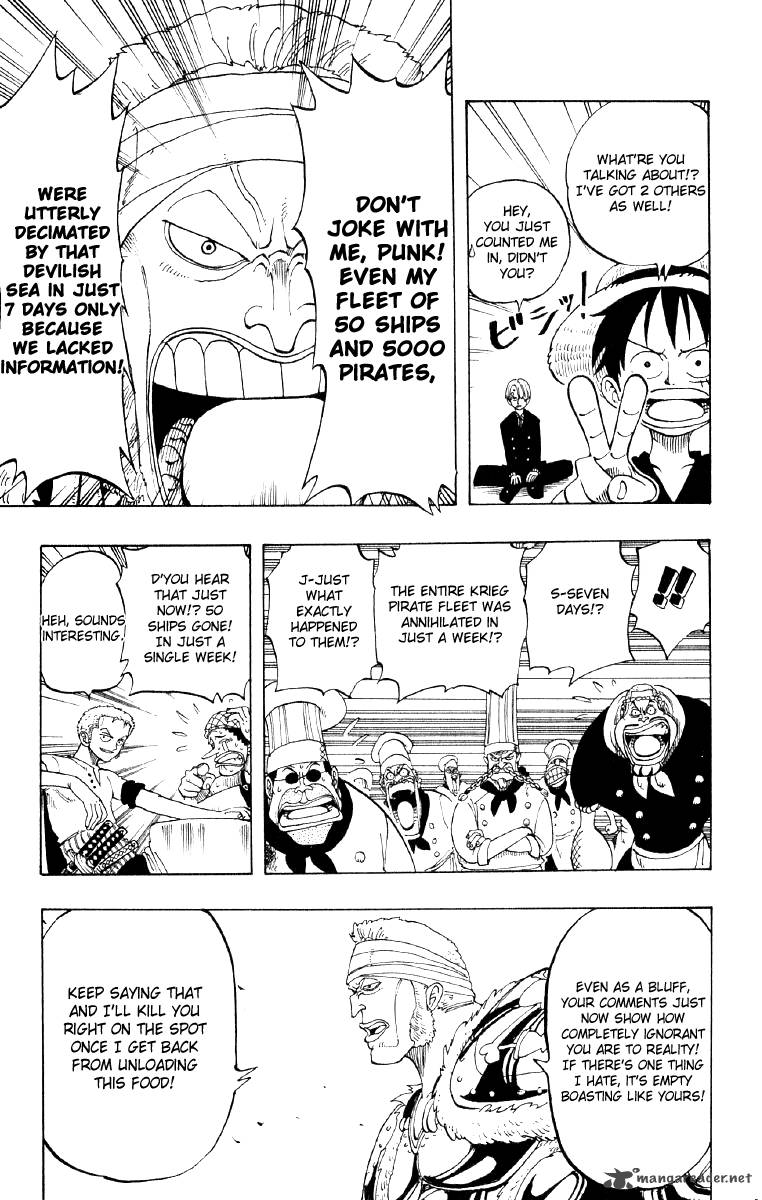 WHAT'RE YOU
TALKING ABOUT!?
I'VE GOT 2 OTHERS
AS WELL!
HEY,
YOU JUST
COUNTED ME
IN, DIDN'T
YOU?
ビシッ!
DON'T
JOKE WITH
ME, PUNK!
EVEN MY
FLEET OF
50 SHIPS
AND 5000
PIRATES,
WERE
UTTERLY
DECIMATED
BY THAT
DEVILISH
SEA IN JUST
7 DAYS ONLY
BECAUSE
WE LACKED
INFORMATION!
!!
S-SEVEN
DAYS!?
THE ENTIRE KRIEG
PIRATE FLEET WAS
ANNIHILATED IN
JUST A WEEK!?
J-JUST
WHAT
EXACTLY
HAPPENED
TO THEM!?
D'YOU HEAR
THAT JUST
NOW!? 50
SHIPS GONE!
IN JUST A
SINGLE WEEK!
HEH, SOUNDS
INTERESTING.
EVEN AS A BLUFF,
YOUR COMMENTS JUST
NOW SHOW HOW
COMPLETELY IGNORANT
YOU ARE TO REALITY!
IF THERE'S ONE THING
I HATE, IT'S EMPTY
BOASTING LIKE YOURS!
KEEP SAYING THAT
AND I'LL KILL YOU
RIGHT ON THE SPOT
ONCE I GET BACK
FROM UNLOADING
THIS FOOD!
mangareader.net